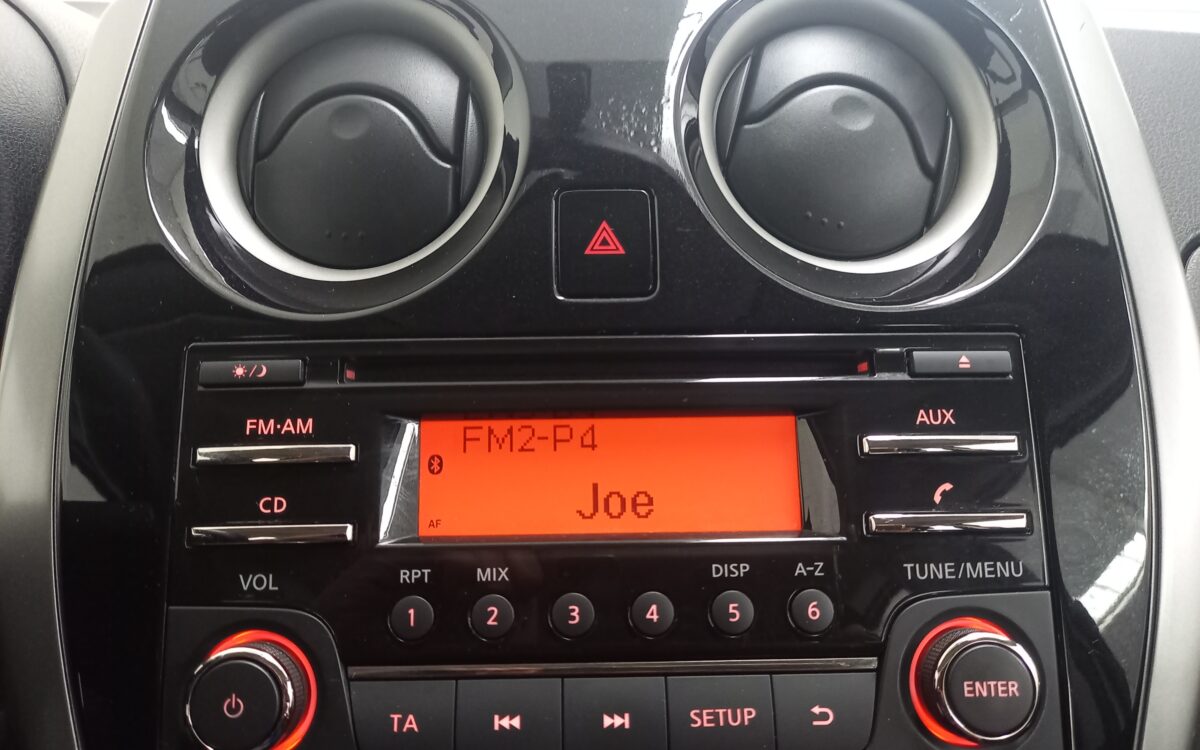 FM·AM
AUX
FM2-P4
CD
Joe
AF
VOL
RPT
MIX
DISP
A-Z
TUNE/MENU
1
2
3
4
5
6
ENTER
TA
SETUP